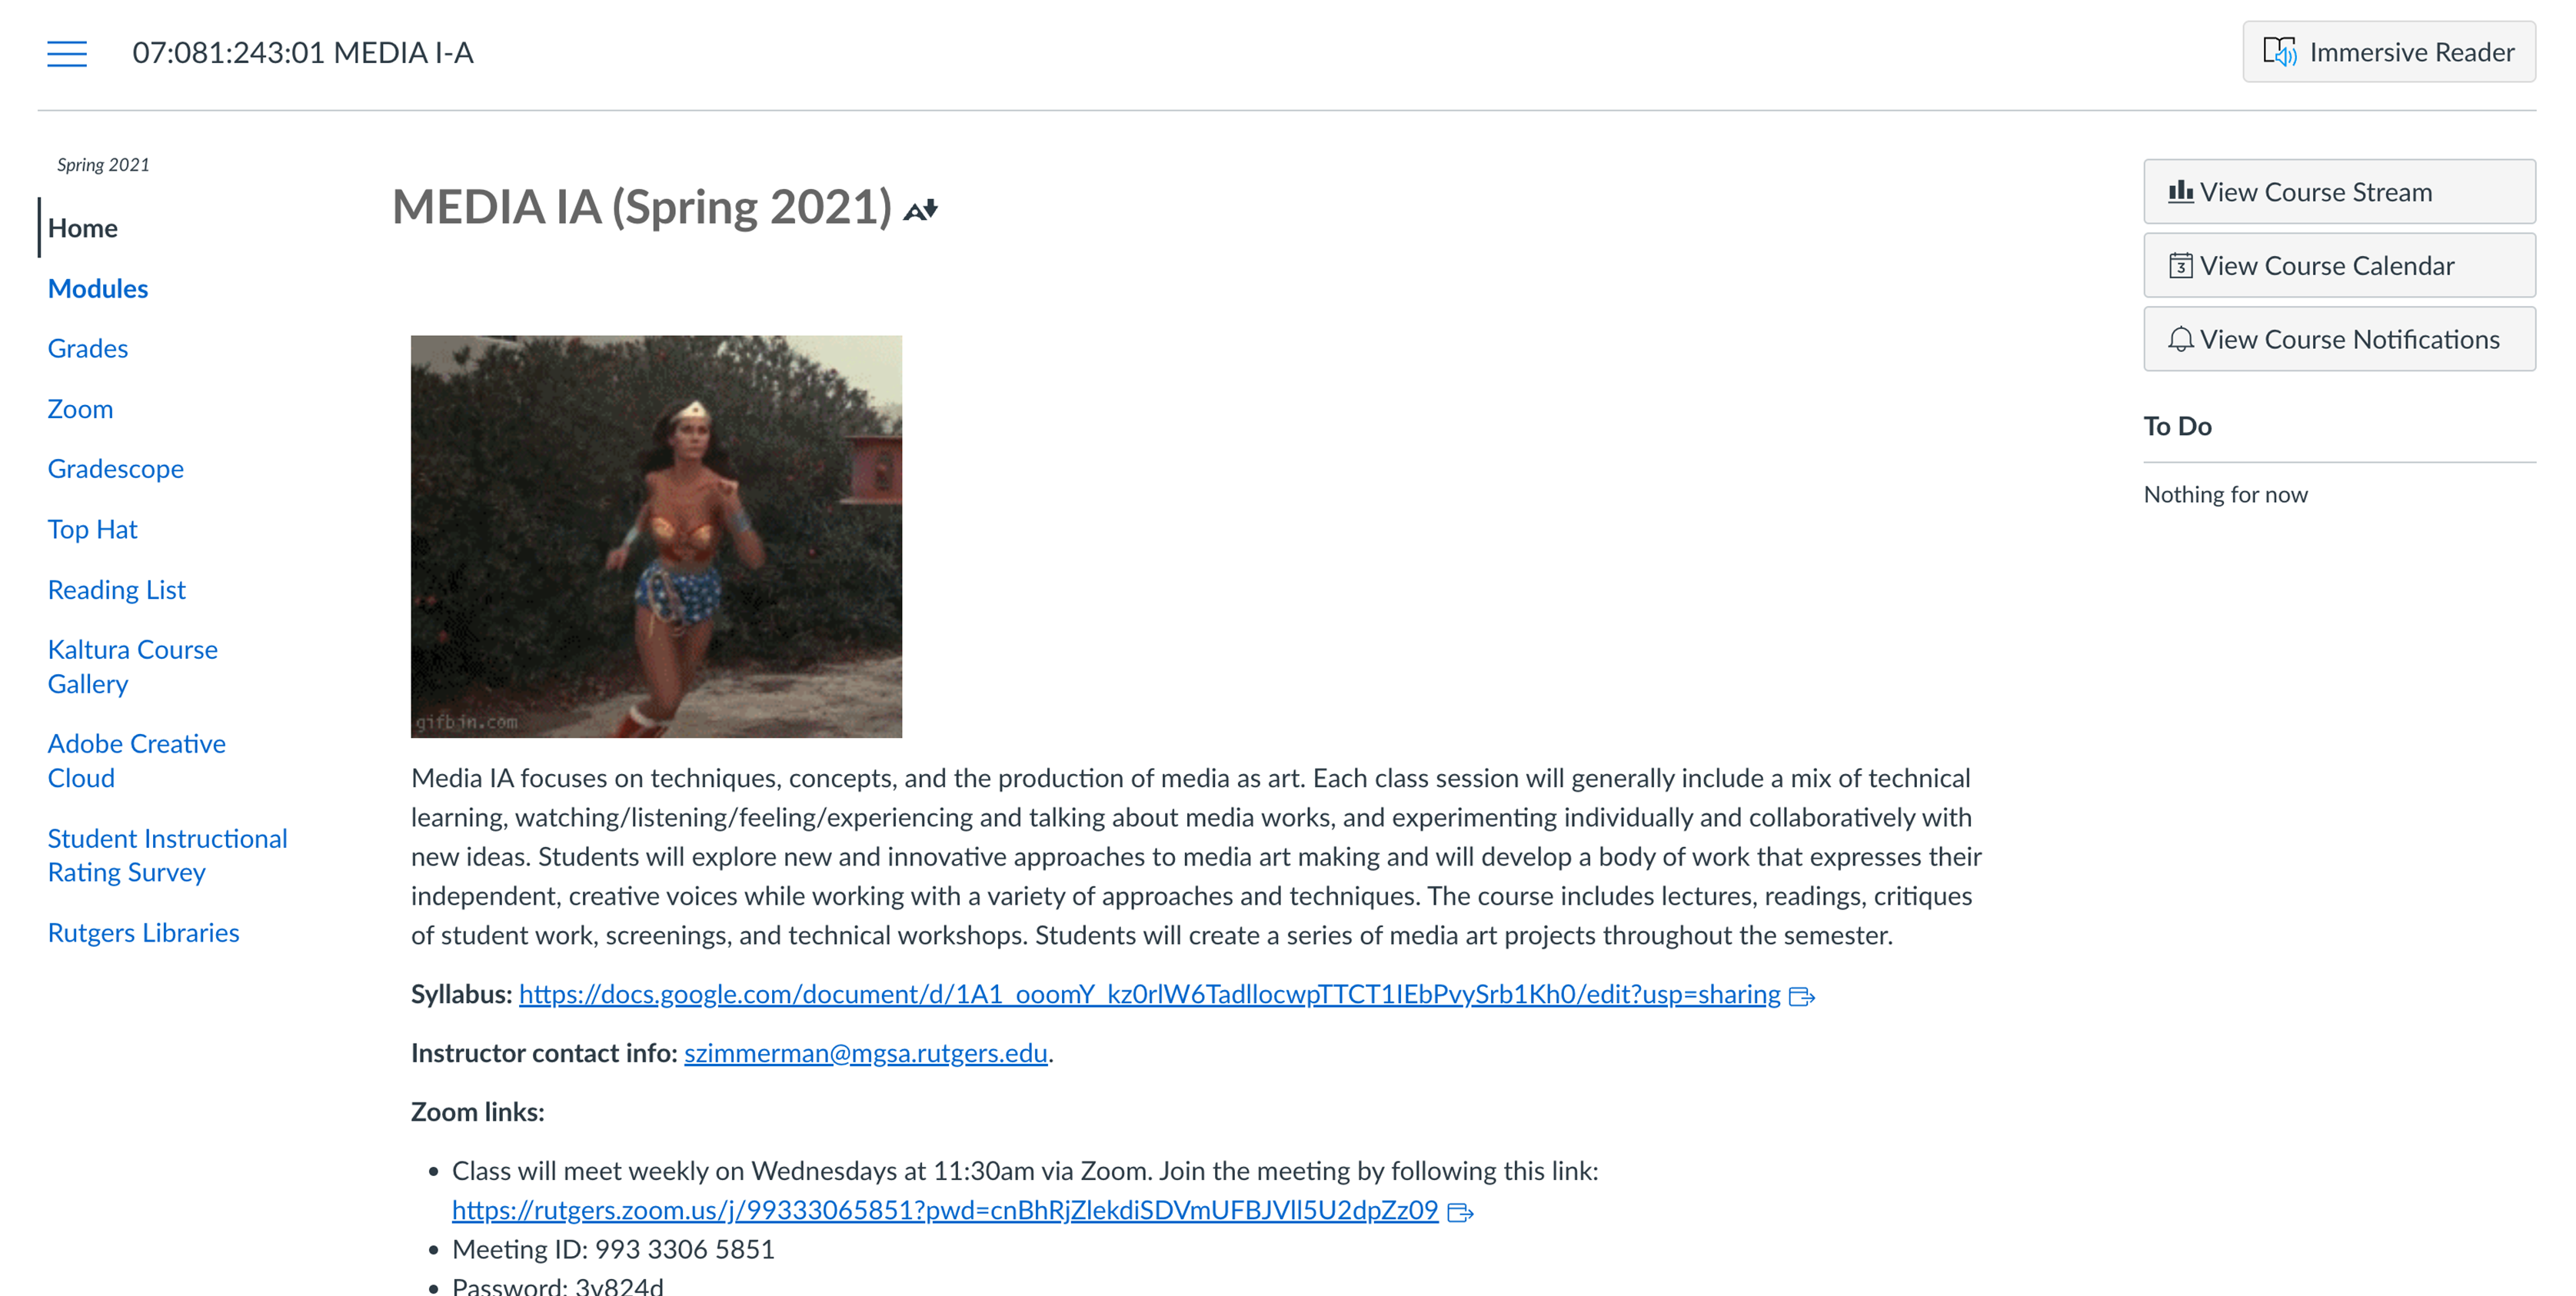 07:081:243:01 MEDIA I-A
Immersive Reader
Spring 2021
Home
Modules
Grades
Zoom
Gradescope
Top Hat
Reading List
Kaltura Course
Gallery
Adobe Creative
Cloud
Student Instructional
Rating Survey
Rutgers Libraries
MEDIA IA (Spring 2021)
gifbin.com
Media IA focuses on techniques, concepts, and the production of media as art. Each class session will generally include a mix of technical
learning, watching/listening/feeling/experiencing and talking about media works, and experimenting individually and collaboratively with
new ideas. Students will explore new and innovative approaches to media art making and will develop a body of work that expresses their
independent, creative voices while working with a variety of approaches and techniques. The course includes lectures, readings, critiques
of student work, screenings, and technical workshops. Students will create a series of media art projects throughout the semester.
Syllabus: https://docs.google.com/document/d/1A1_ooomY_kz0rlW6TadllocwpTTCT1IEbPvySrb1Kh0/edit?usp=sharing
Instructor contact info: szimmerman@mgsa.rutgers.edu.
Zoom links:
• Class will meet weekly on Wednesdays at 11:30am via Zoom. Join the meeting by following this link:
https://rutgers.zoom.us/j/99333065851?pwd=cnBhRjZlekdiSDVmUFBJVll5U2dpZz09
• Meeting ID: 993 3306 5851
• Password: 3v824d
View Course Stream
3 View Course Calendar
View Course Notifications
To Do
Nothing for now